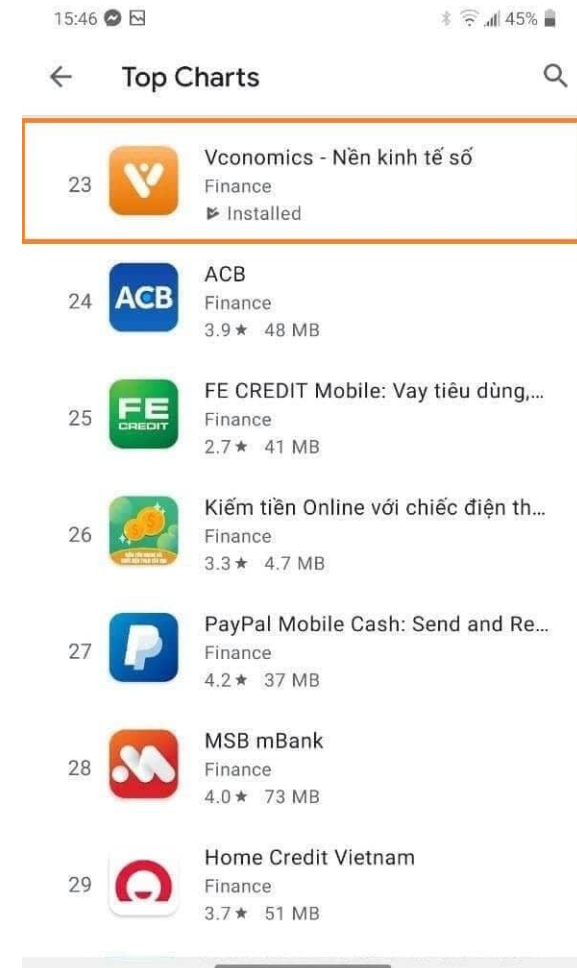 15:46
45%
Top Charts
23
Vconomics - Nền kinh tế số
Finance
Installed
24
ACB
ACB
Finance
3.9★ 48 MB
25
FE
CREDIT
FE CREDIT Mobile: Vay tiêu dùng,...
Finance
2.7★ 41 MB
26
Kiếm tiền Online với chiếc điện th...
Finance
3.3★ 4.7 MB
27
PayPal Mobile Cash: Send and Re...
Finance
4.2★ 37 MB
28
MSB mBank
Finance
4.0★ 73 MB
29
Home Credit Vietnam
Finance
3.7★ 51 MB